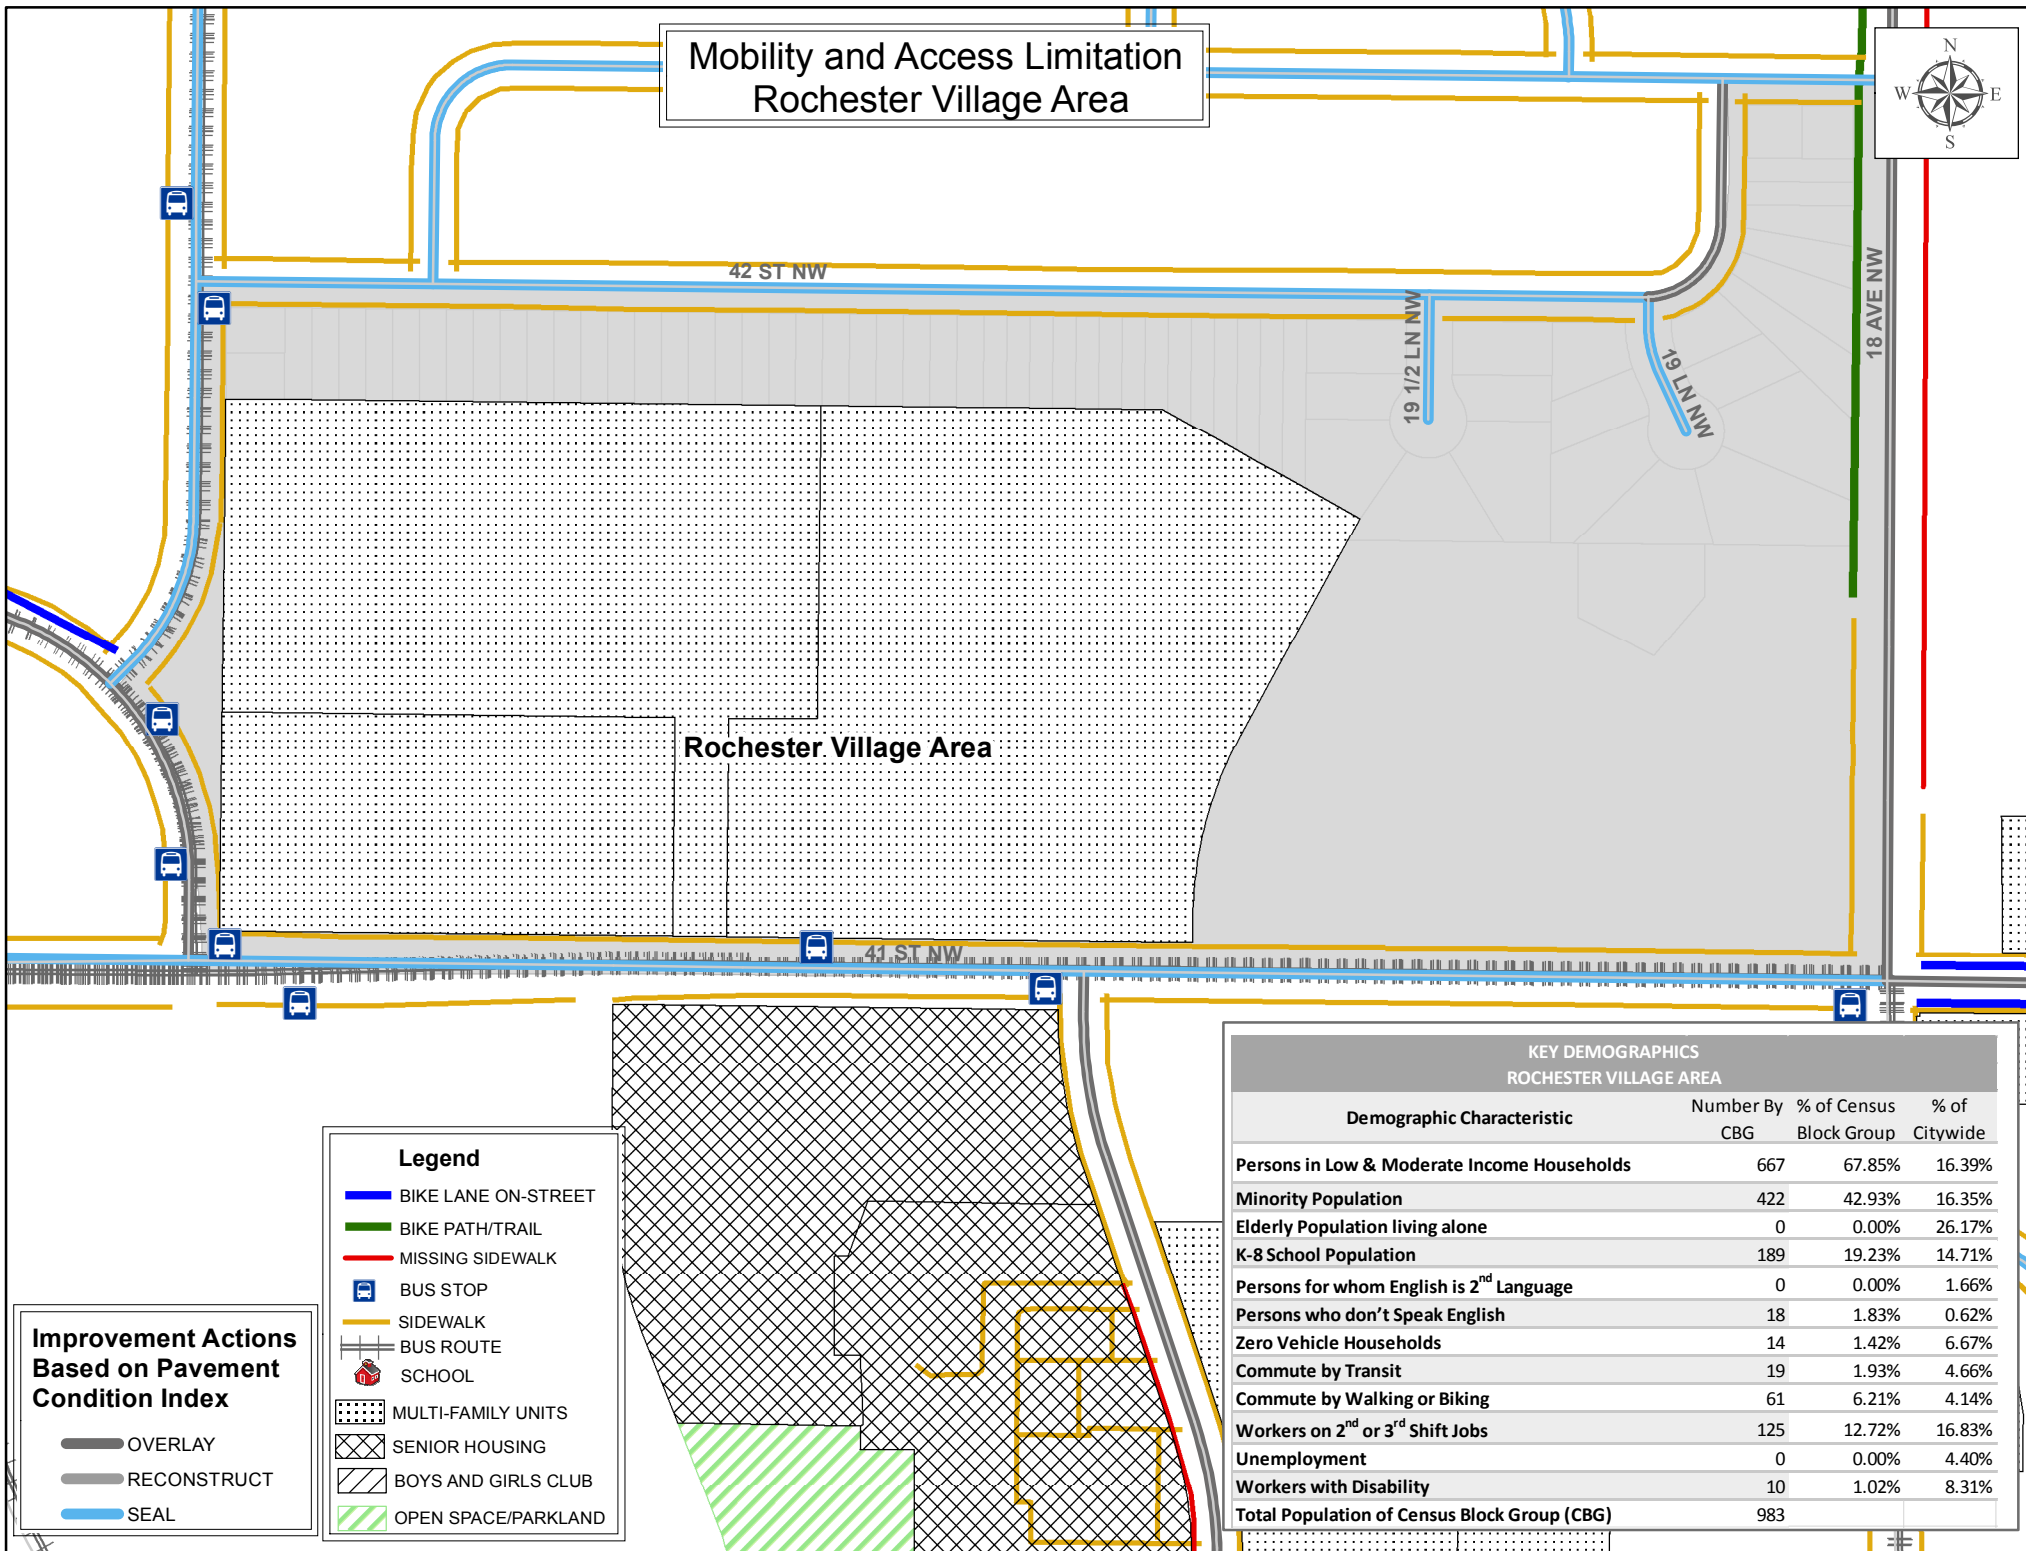 Mobility and Access Limitation
Rochester Village Area
N
W
E
S
42 ST NW
19 1/2 LN NW
19 LN NW
18 AVE NW
Rochester Village Area
41 ST NW
KEY DEMOGRAPHICS
ROCHESTER VILLAGE AREA
Demographic Characteristic
Number By CBG
% of Census Block Group
% of Citywide
Persons in Low & Moderate Income Households 667 67.85% 16.39%
Minority Population 422 42.93% 16.35%
Elderly Population living alone 0 0.00% 26.17%
K-8 School Population 189 19.23% 14.71%
Persons for whom English is 2nd Language 0 0.00% 1.66%
Persons who don't Speak English 18 1.83% 0.62%
Zero Vehicle Households 14 1.42% 6.67%
Commute by Transit 19 1.93% 4.66%
Commute by Walking or Biking 61 6.21% 4.14%
Workers on 2nd or 3rd Shift Jobs 125 12.72% 16.83%
Unemployment 0 0.00% 4.40%
Workers with Disability 10 1.02% 8.31%
Total Population of Census Block Group (CBG) 983
Legend
BIKE LANE ON-STREET
BIKE PATH/TRAIL
MISSING SIDEWALK
BUS STOP
SIDEWALK
BUS ROUTE
SCHOOL
MULTI-FAMILY UNITS
SENIOR HOUSING
BOYS AND GIRLS CLUB
OPEN SPACE/PARKLAND
Improvement Actions
Based on Pavement
Condition Index
OVERLAY
RECONSTRUCT
SEAL